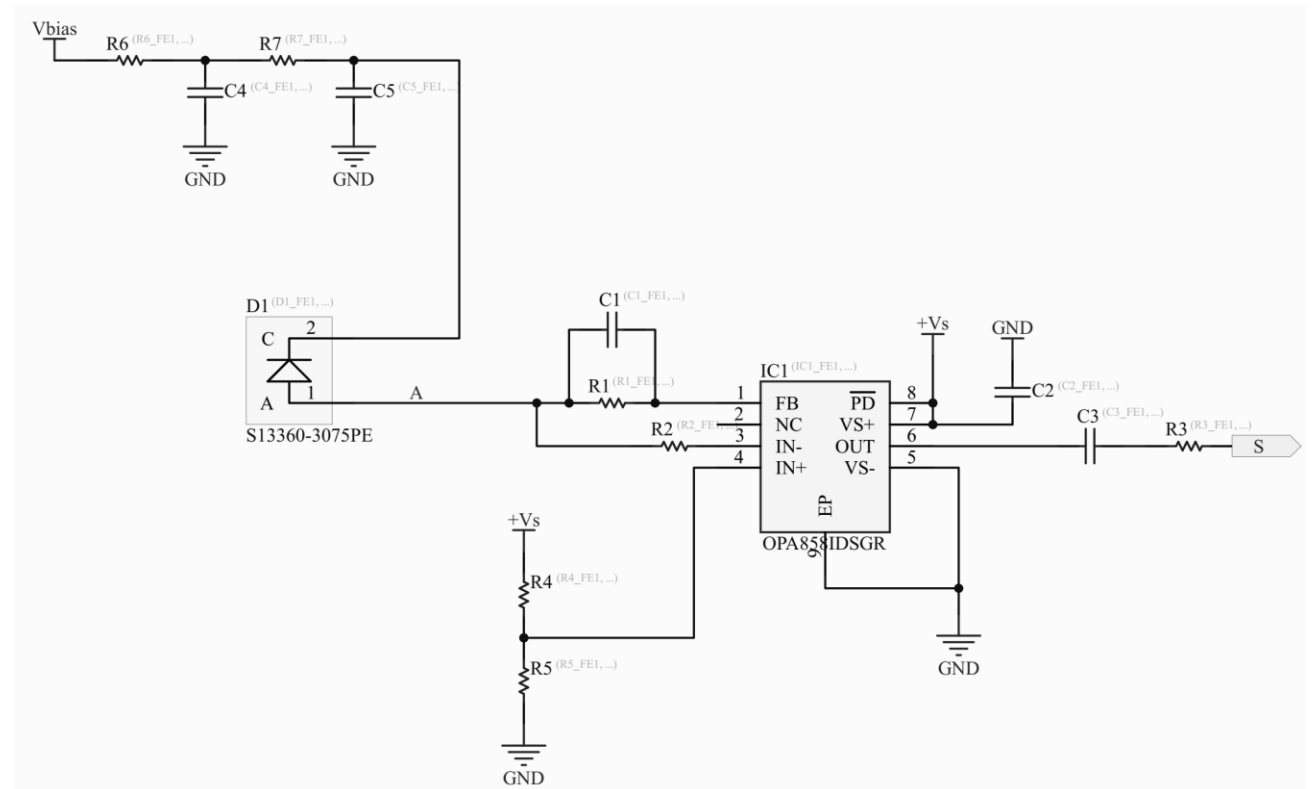 Vbias
R6 (R6_FE1, ...)
R7 (R7_FE1, ...)
C4 (C4_FE1, ...)
C5 (C5_FE1, ...
GND
GND
D1 (D1_FE1, ...)
C
2
A
1
S13360-3075PE
A
C1 (C1_FE1, ...)
R1 (R1_FE1, ...)
R2 (R2_FE1, ...)
IC1 (IC1_FE1, ...)
1 FB PD 8
2 NC VS+ 7
3 IN- OUT 6
4 IN+ VS- 5
EP
9
OPA858IDSGR
+Vs
GND
C2 (C2_FE1, ...)
C3 (C3_FE1, ...)
R3 (R3_FE1, ...)
S
GND
+Vs
R4 (R4_FE1, ...)
R5 (R5_FE1, ...)
GND